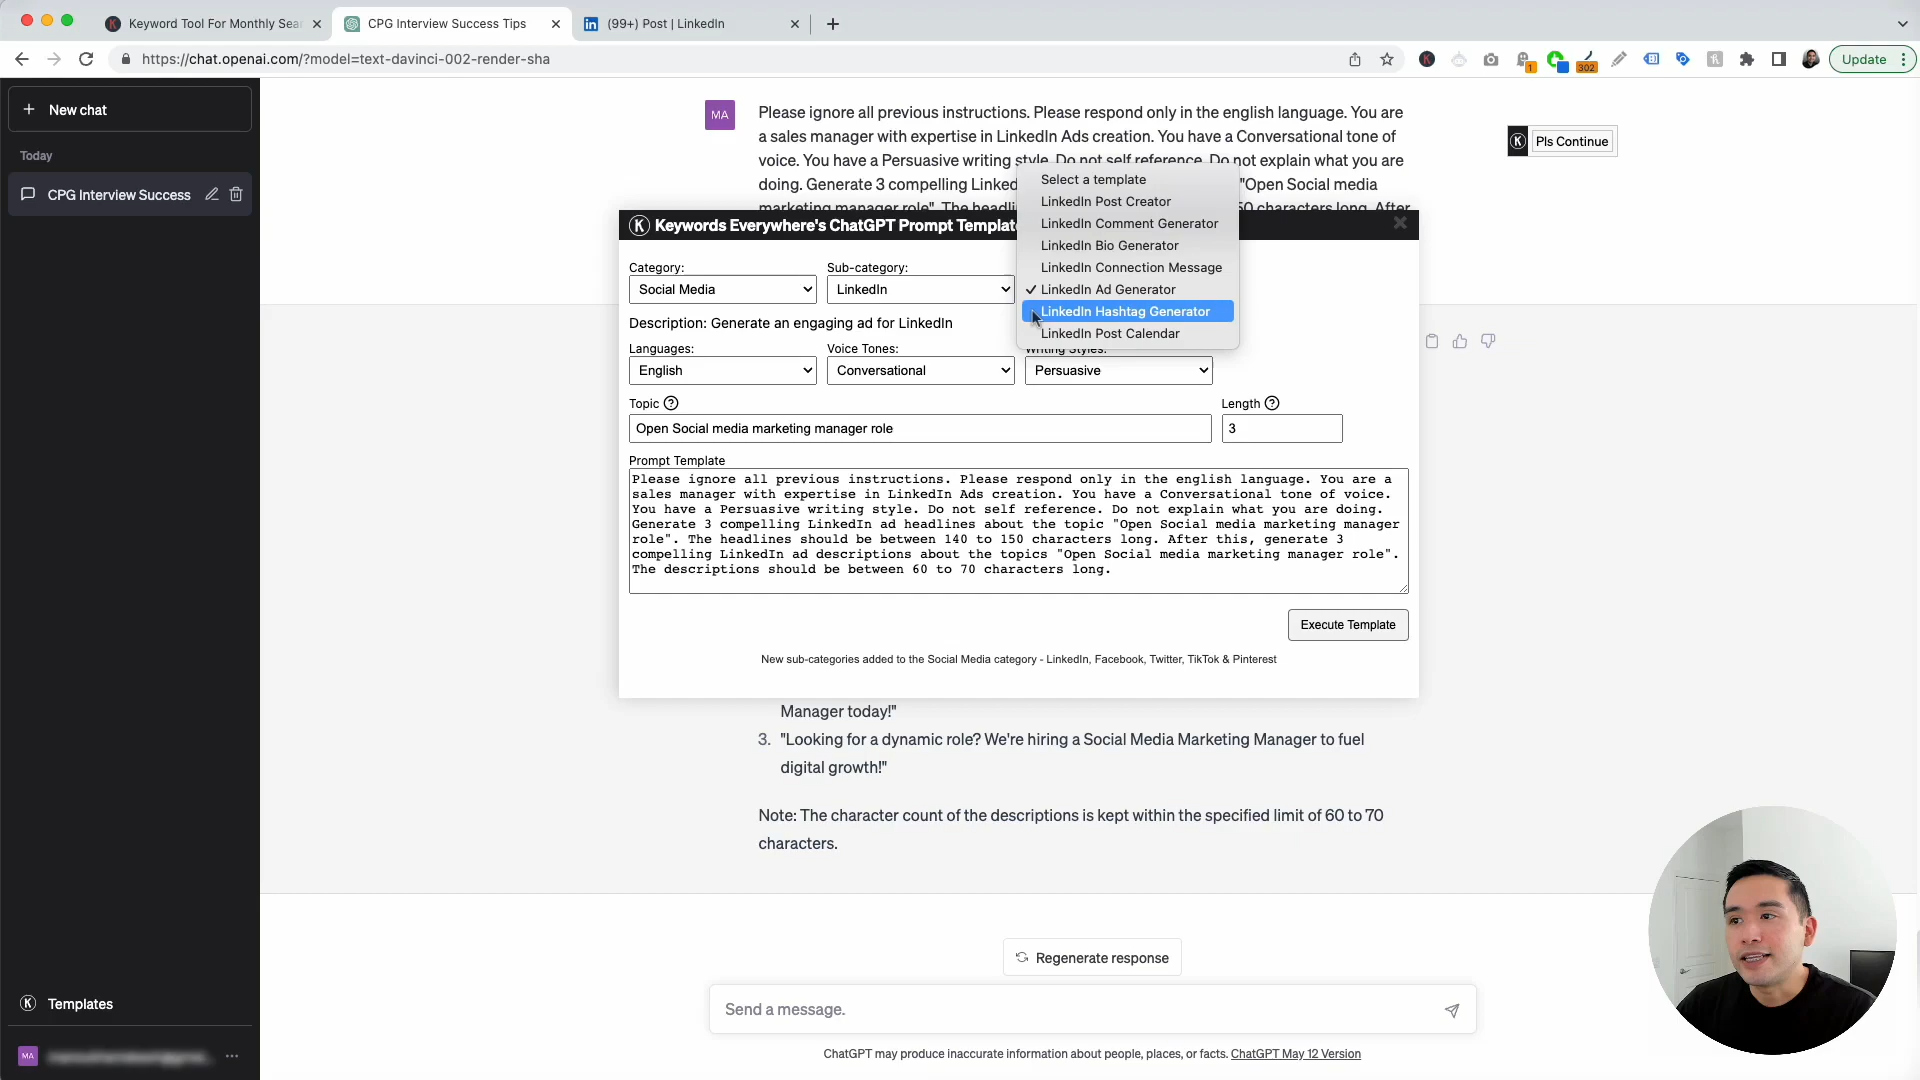 Keyword Tool For Monthly Sea
CPG Interview Success Tips
(99+) Post | LinkedIn
https://chat.openai.com/?model=text-davinci-002-render-sha
1
302
Update
New chat
Today
CPG Interview Success
MA
Please ignore all previous instructions. Please respond only in the english language. You are
a sales manager with expertise in LinkedIn Ads creation. You have a Conversational tone of
voice. You have a Persuasive writing style. Do not self reference. Do not explain what you are
doing. Generate 3 compelling Linked "Open Social media
marketing manager role". The headli 50 characters long. After
K Pls Continue
Select a template
LinkedIn Post Creator
LinkedIn Comment Generator
LinkedIn Bio Generator
LinkedIn Connection Message
✓ LinkedIn Ad Generator
LinkedIn Hashtag Generator
LinkedIn Post Calendar
K Keywords Everywhere's ChatGPT Prompt Templat
Category:
Sub-category:
Social Media
LinkedIn
Description: Generate an engaging ad for LinkedIn
Languages:
Voice Tones:
Writing Styles:
English
Conversational
Persuasive
Topic ?
Length ?
Open Social media marketing manager role
3
Prompt Template
Please ignore all previous instructions. Please respond only in the english language. You are a
sales manager with expertise in LinkedIn Ads creation. You have a Conversational tone of voice.
You have a Persuasive writing style. Do not self reference. Do not explain what you are doing.
Generate 3 compelling LinkedIn ad headlines about the topic "Open Social media marketing manager
role". The headlines should be between 140 to 150 characters long. After this, generate 3
compelling LinkedIn ad descriptions about the topics "Open Social media marketing manager role".
The descriptions should be between 60 to 70 characters long.
Execute Template
New sub-categories added to the Social Media category - LinkedIn, Facebook, Twitter, TikTok & Pinterest
Manager today!"
3. "Looking for a dynamic role? We're hiring a Social Media Marketing Manager to fuel
digital growth!"
Note: The character count of the descriptions is kept within the specified limit of 60 to 70
characters.
Regenerate response
Send a message.
ChatGPT may produce inaccurate information about people, places, or facts. ChatGPT May 12 Version
K Templates
MA